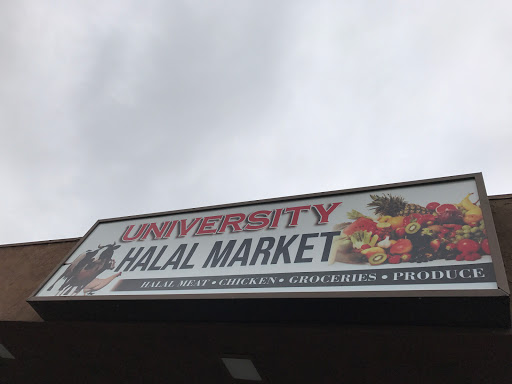 UNIVERSITY
HALAL MARKET
HALAL MEAT • CHICKEN • GROCERIES • PRODUCE